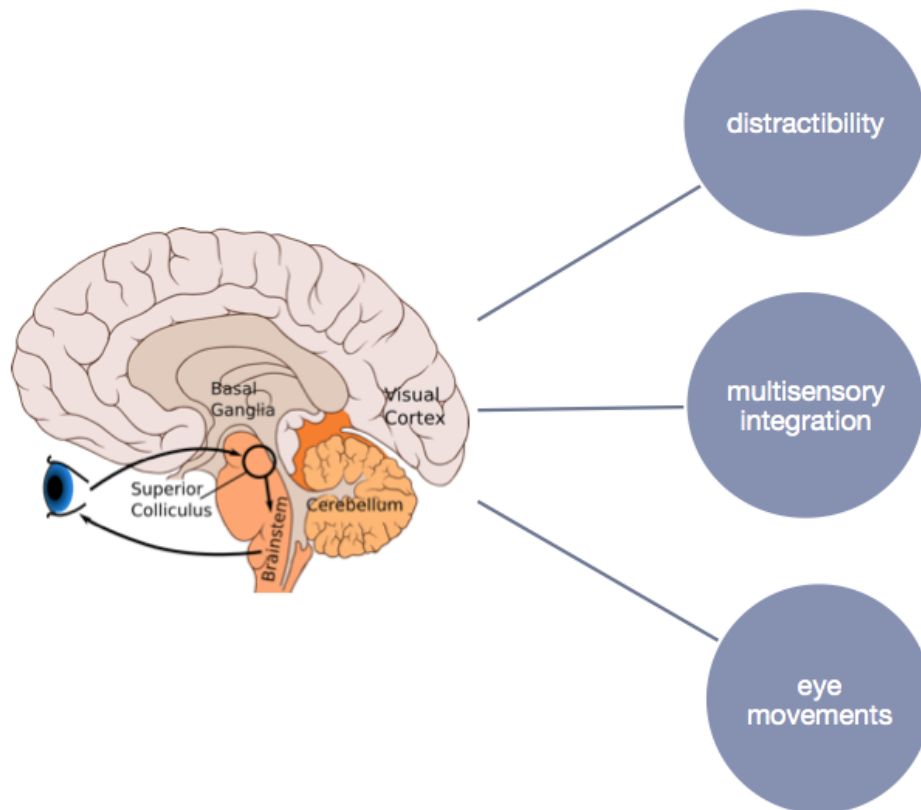 distractibility
Basal
Ganglia
Visual
Cortex
multisensory
integration
Superior
Colliculus
Cerebellum
Brainstem
eye
movements